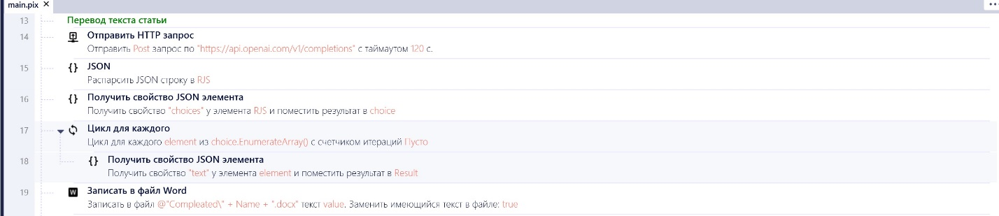 main.pix ×
13 Перевод текста статьи
14 Отправить HTTP запрос
Отправить Post запрос по "https://api.openai.com/v1/completions" с таймаутом 120 с.
15 {} JSON
Распарсить JSON строку в RJS
16 {} Получить свойство JSON элемента
Получить свойство "choices" у элемента RJS и поместить результат в choice
17 Цикл для каждого
Цикл для каждого element из choice.EnumerateArray() с счетчиком итераций Пусто
18 {} Получить свойство JSON элемента
Получить свойство "text" у элемента element и поместить результат в Result
19 W Записать в файл Word
Записать в файл @"Compleated\" + Name + ".docx" текст value. Заменить имеющийся текст в файле: true